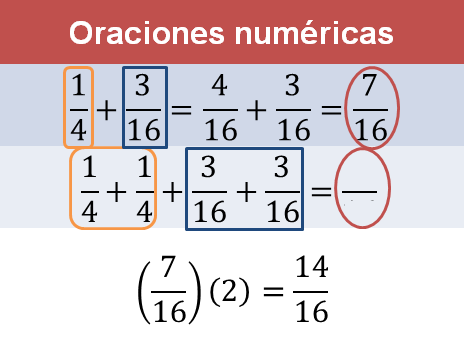 Oraciones numéricas
1/4 + 3/16 = 4/16 + 3/16 = 7/16
1/4 + 1/4 + 3/16 + 3/16 = —
(7/16)(2) = 14/16